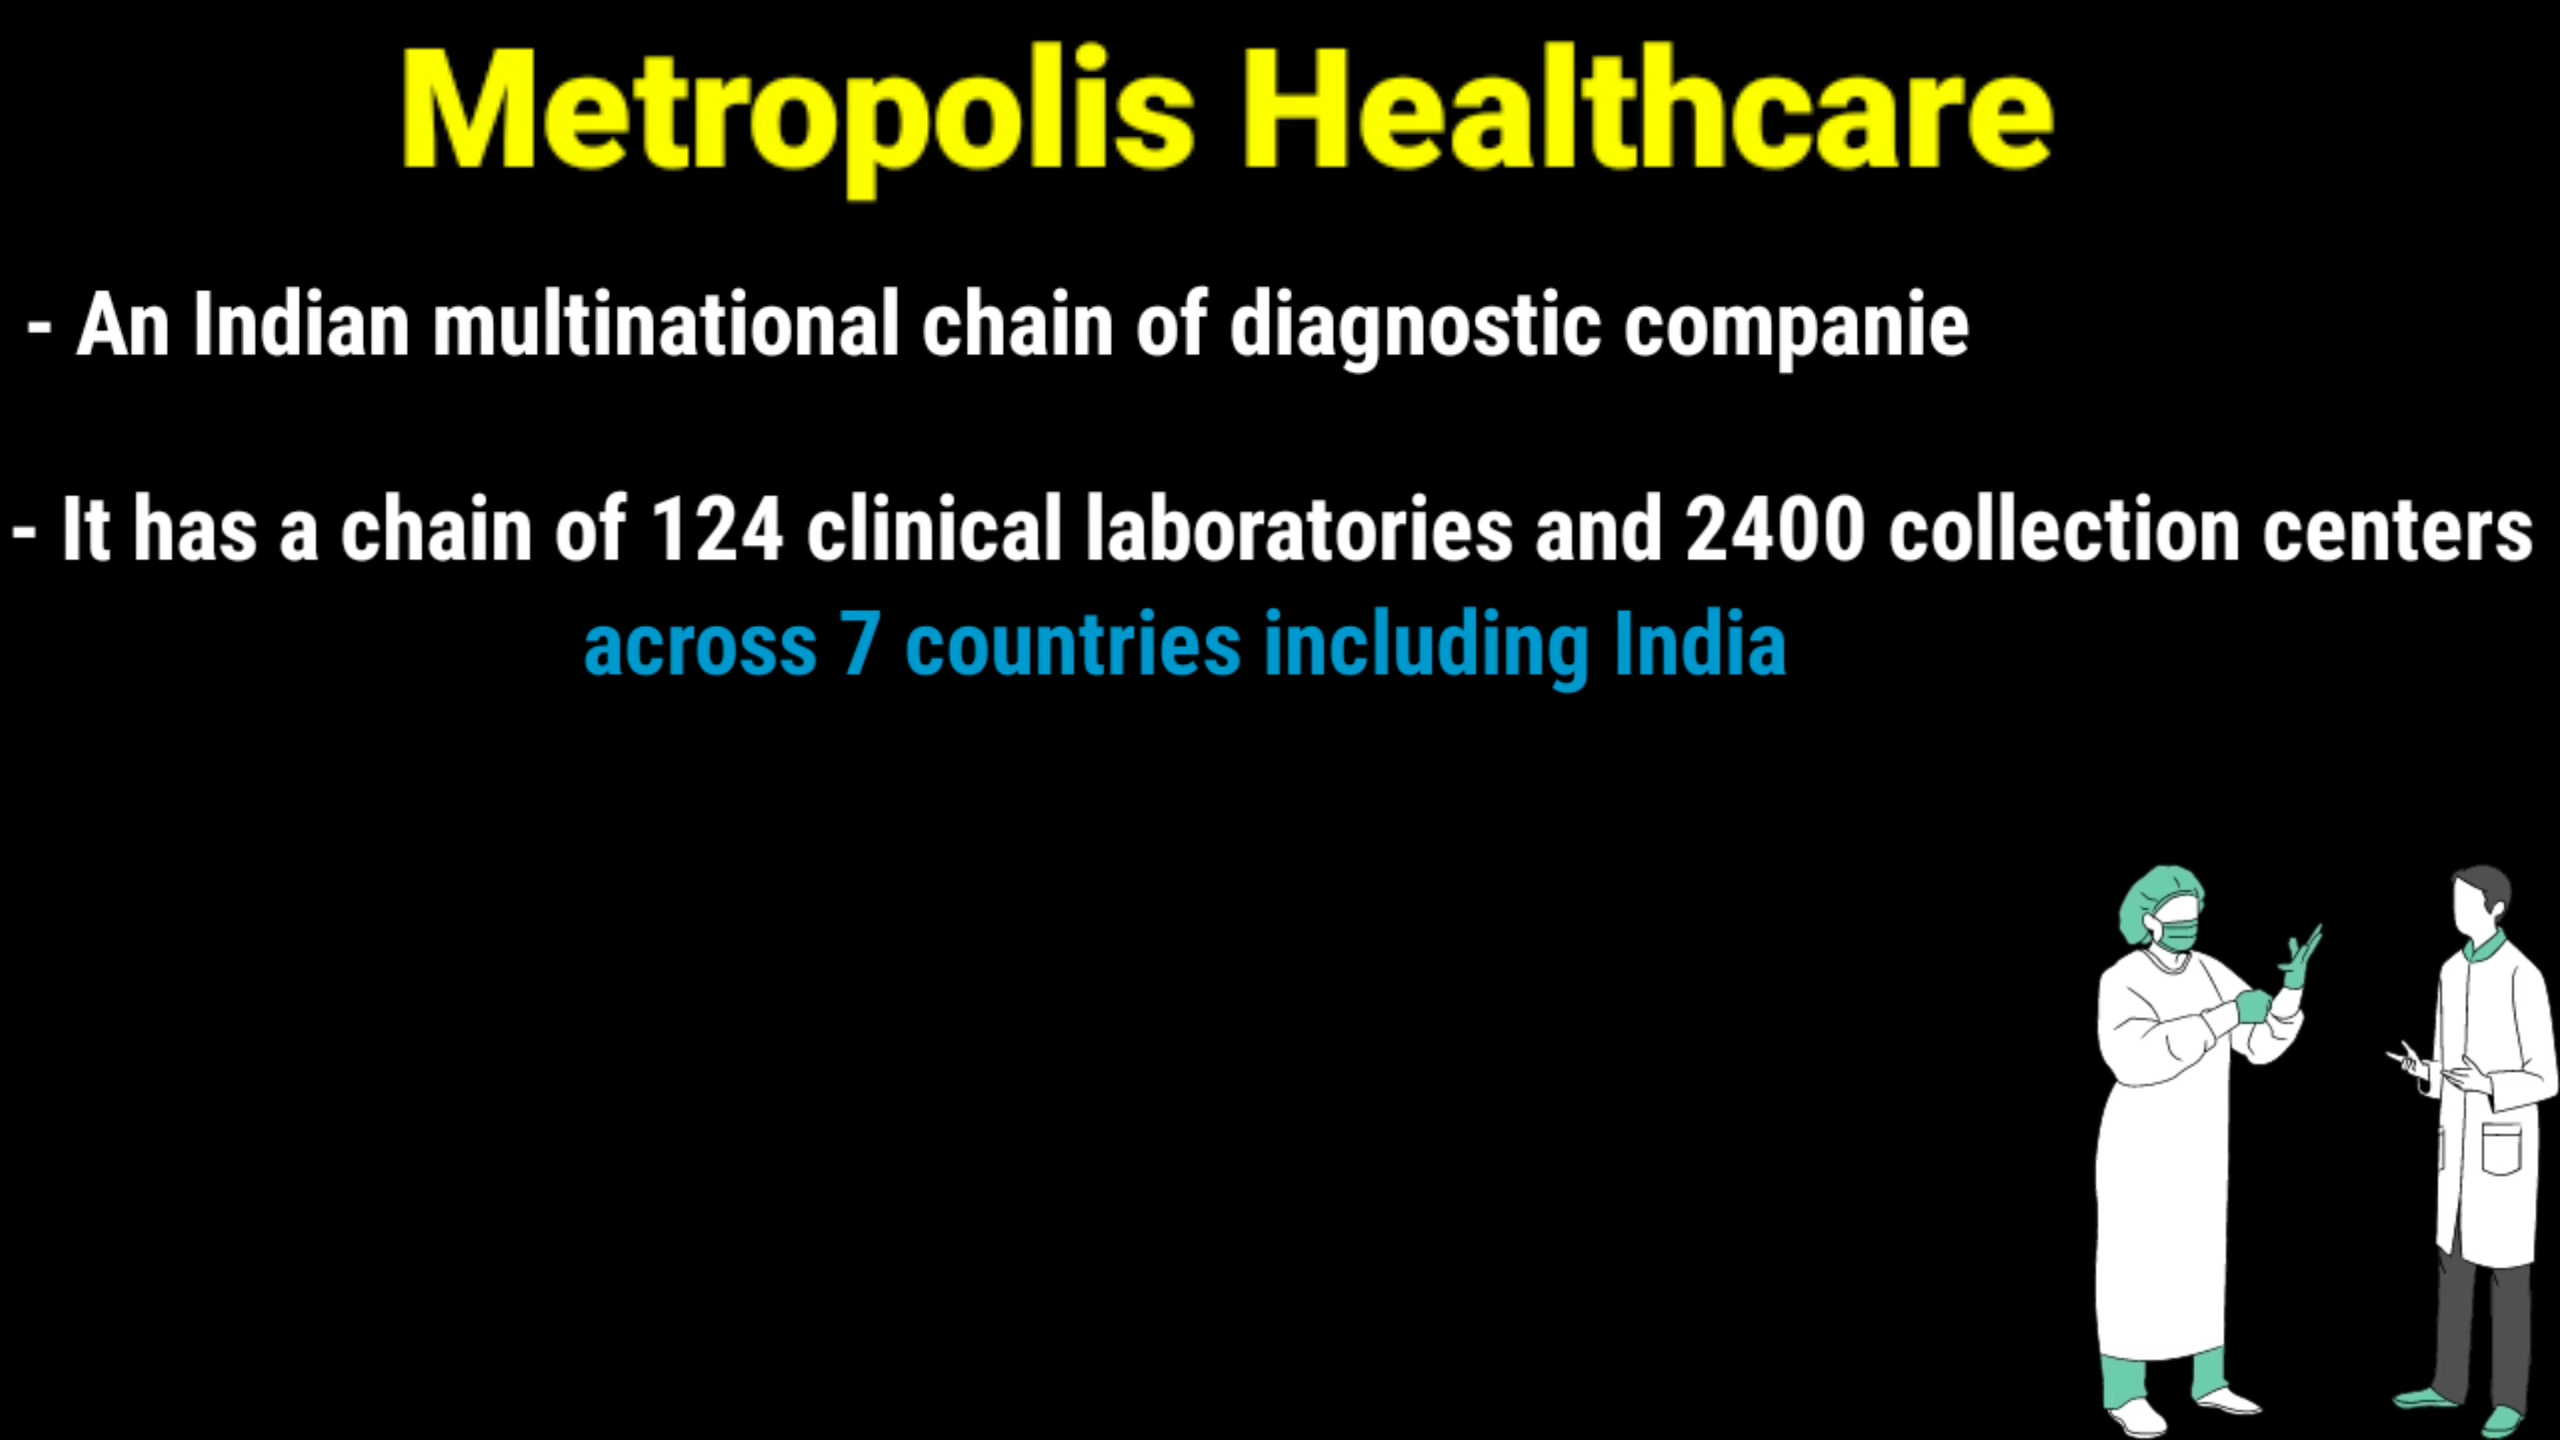 Metropolis Healthcare
- An Indian multinational chain of diagnostic companie
- It has a chain of 124 clinical laboratories and 2400 collection centers
across 7 countries including India